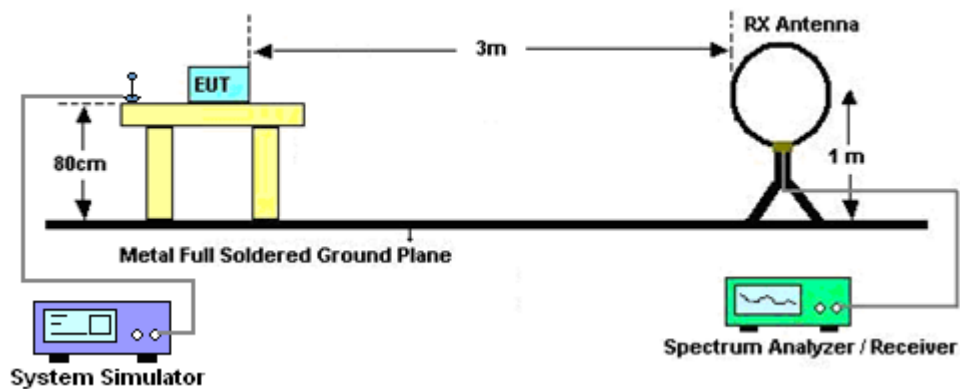 RX Antenna
3m
EUT
80cm
1 m
Metal Full Soldered Ground Plane
Spectrum Analyzer / Receiver
System Simulator